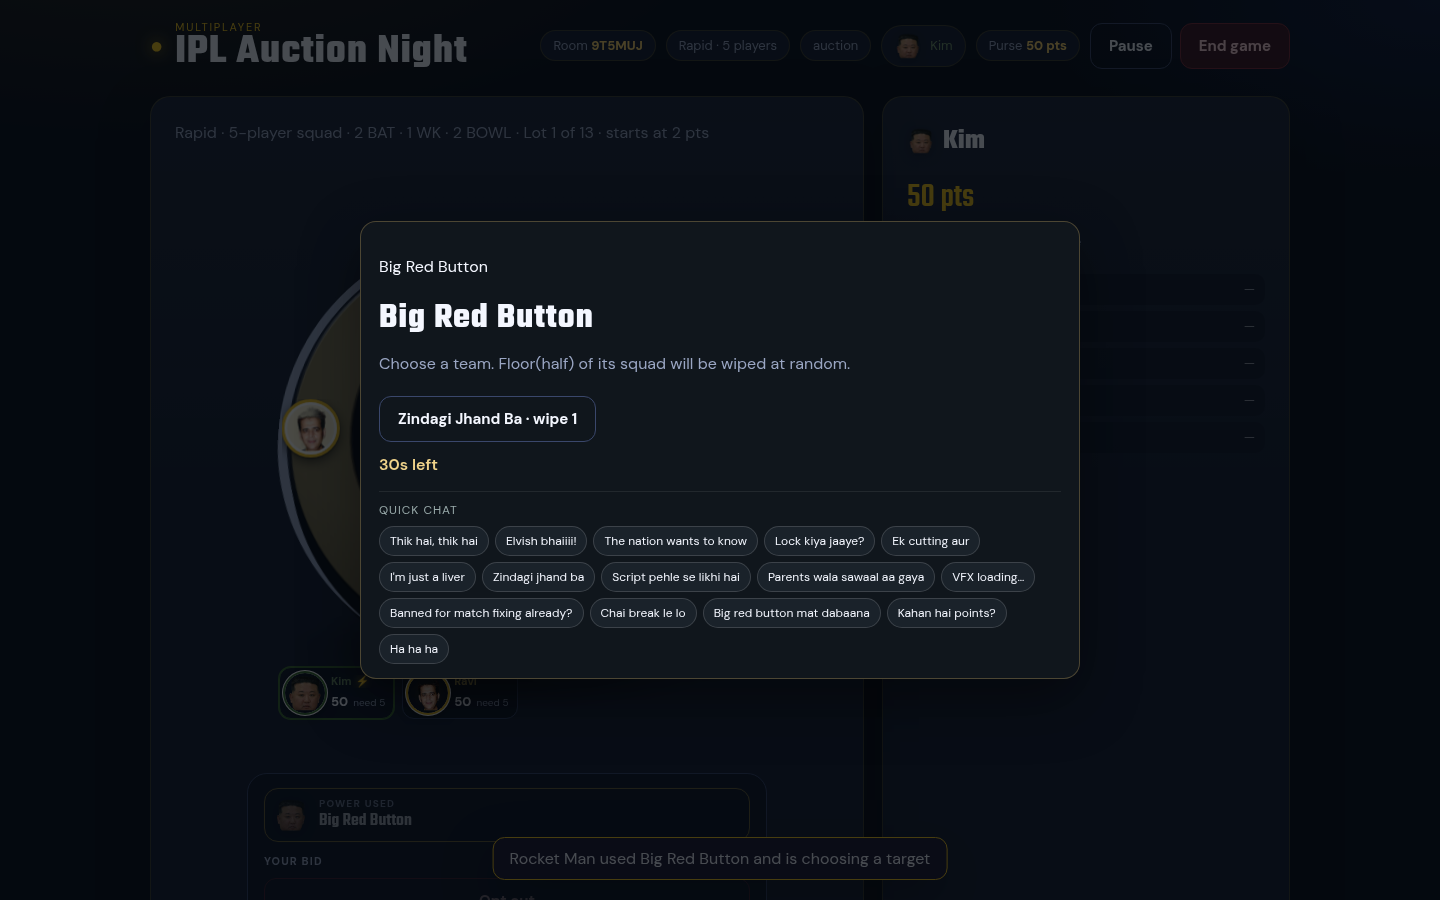 MULTIPLAYER
IPL Auction Night
Room 9T5MUJ
Rapid · 5 players
auction
Kim
Purse 50 pts
Pause
End game
Rapid · 5-player squad · 2 BAT · 1 WK · 2 BOWL · Lot 1 of 13 · starts at 2 pts
Kim
50 pts
—
—
—
—
—
Big Red Button
Big Red Button
Choose a team. Floor(half) of its squad will be wiped at random.
Zindagi Jhand Ba · wipe 1
30s left
QUICK CHAT
Thik hai, thik hai
Elvish bhaiiii!
The nation wants to know
Lock kiya jaaye?
Ek cutting aur
I'm just a liver
Zindagi jhand ba
Script pehle se likhi hai
Parents wala sawaal aa gaya
VFX loading…
Banned for match fixing already?
Chai break le lo
Big red button mat dabaana
Kahan hai points?
Ha ha ha
Kim ⚡
50 need 5
Ravi
50 need 5
POWER USED
Big Red Button
YOUR BID
Rocket Man used Big Red Button and is choosing a target
Opt out